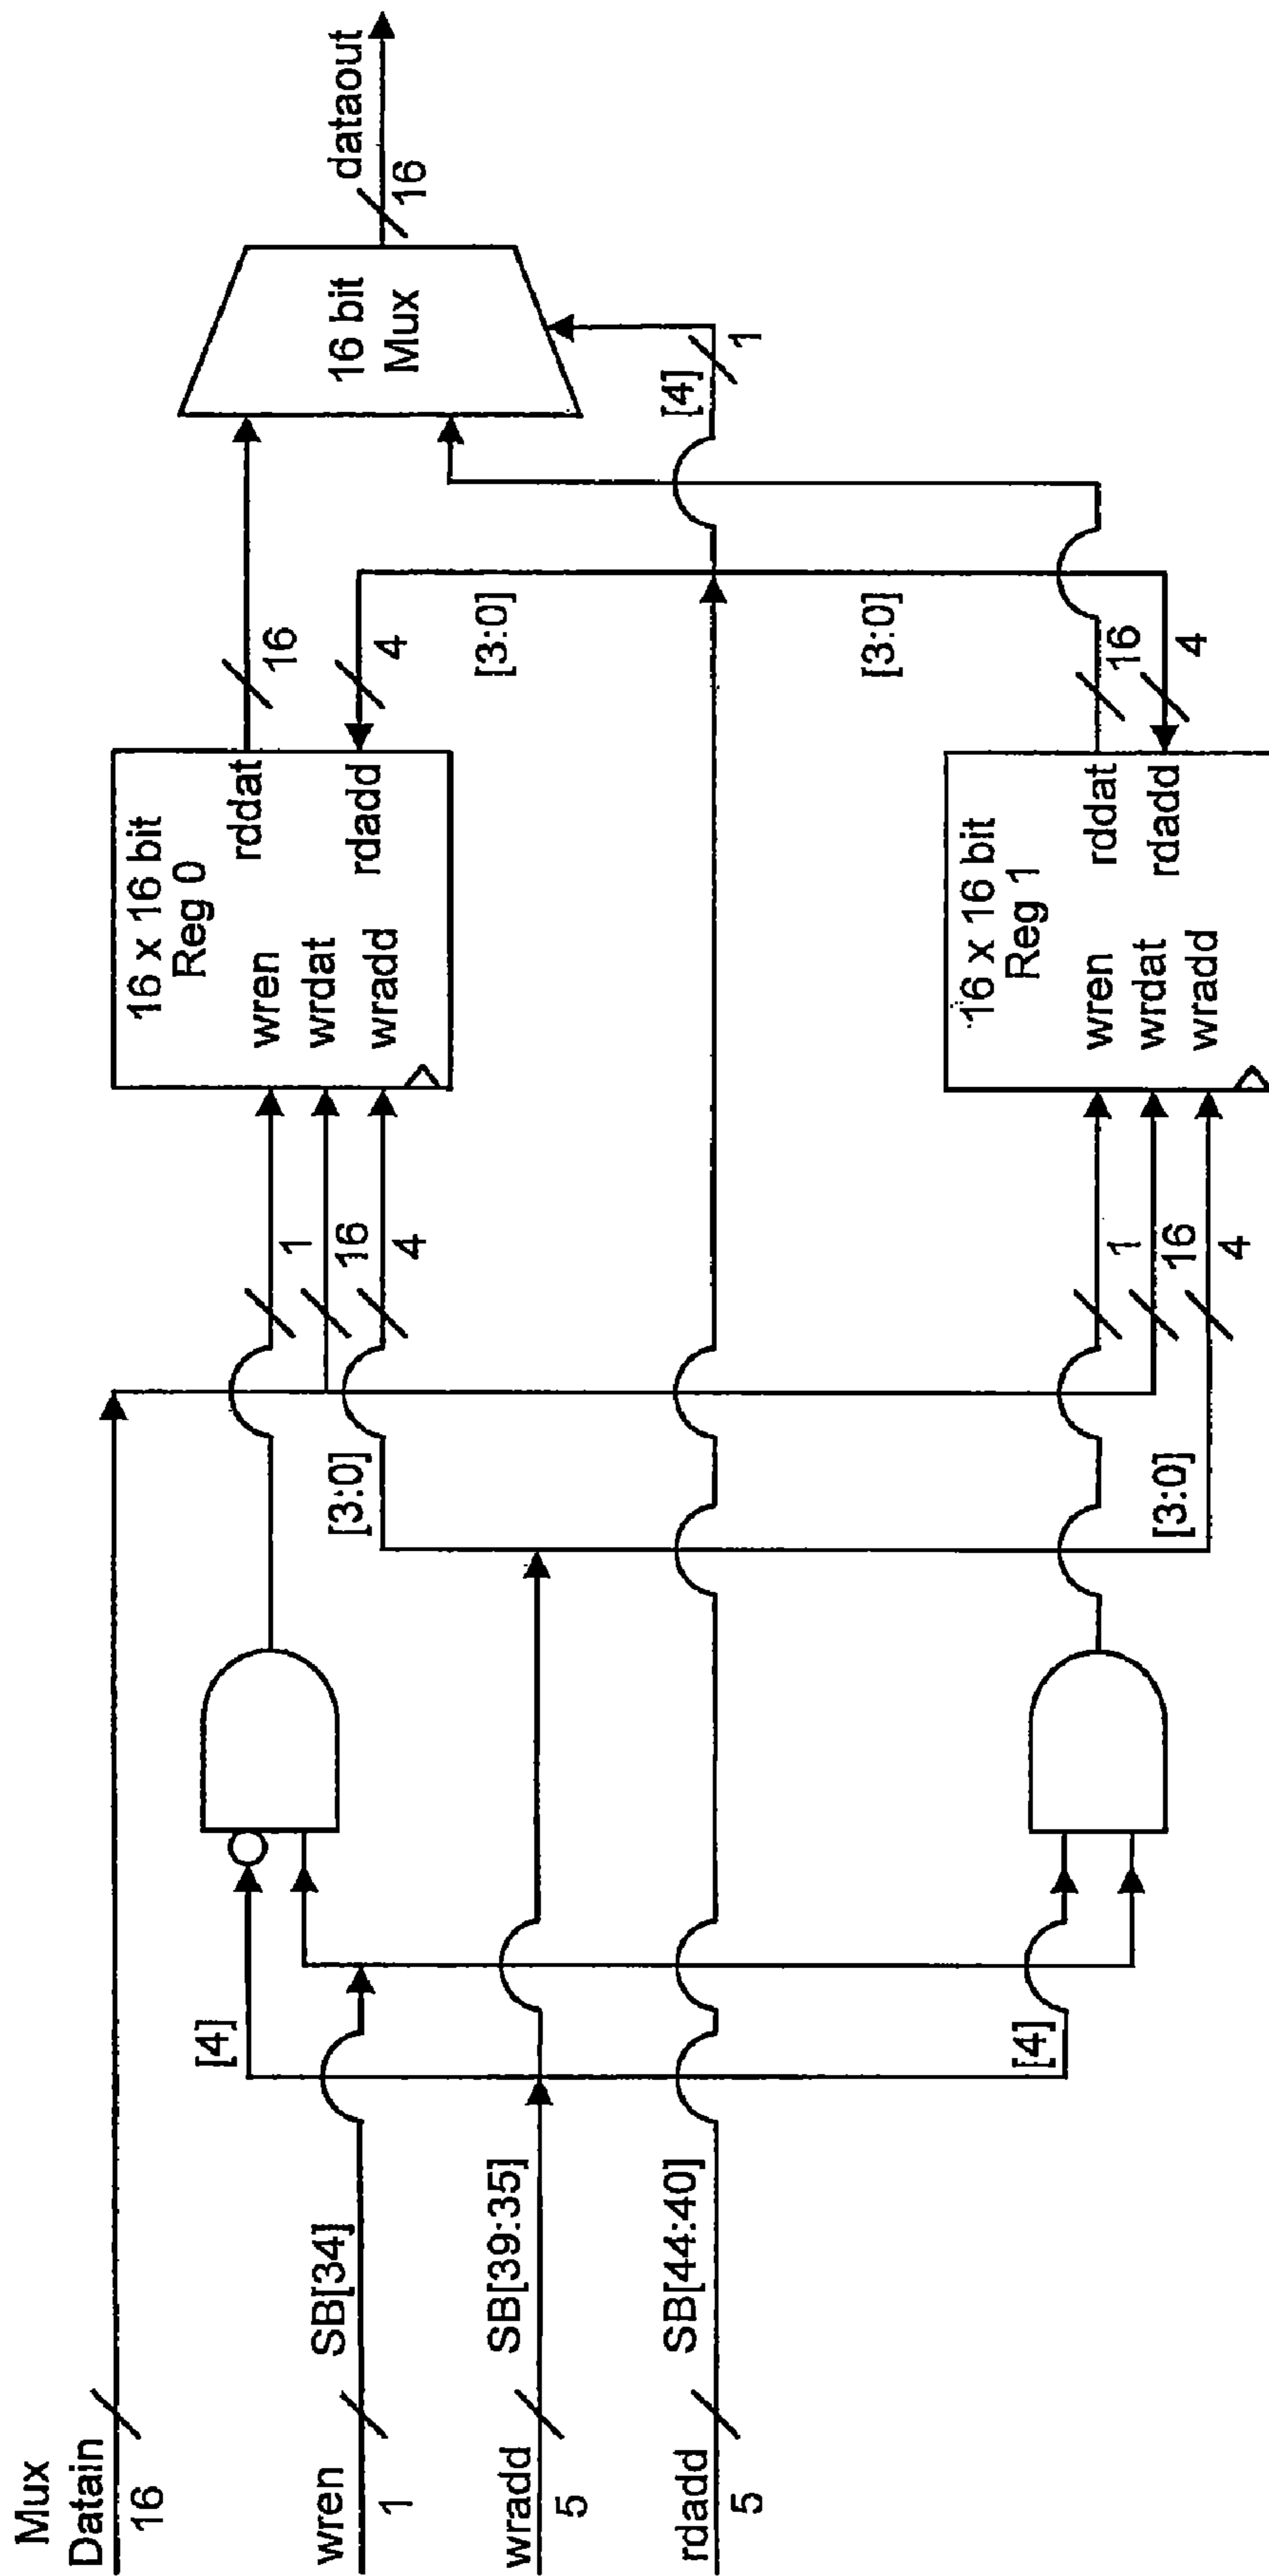 Mux
Datain
16
wren
1
SB[34]
wradd
5
SB[39:35]
rdadd
5
SB[44:40]
[4]
[4]
[3:0]
[3:0]
1
16
4
1
16
4
16 x 16 bit
Reg 0
wren
wrdat
wradd
rddat
rdadd
16 x 16 bit
Reg 1
wren
wrdat
wradd
rddat
rdadd
16
4
[3:0]
[3:0]
16
4
[4]
1
16 bit
Mux
16
dataout